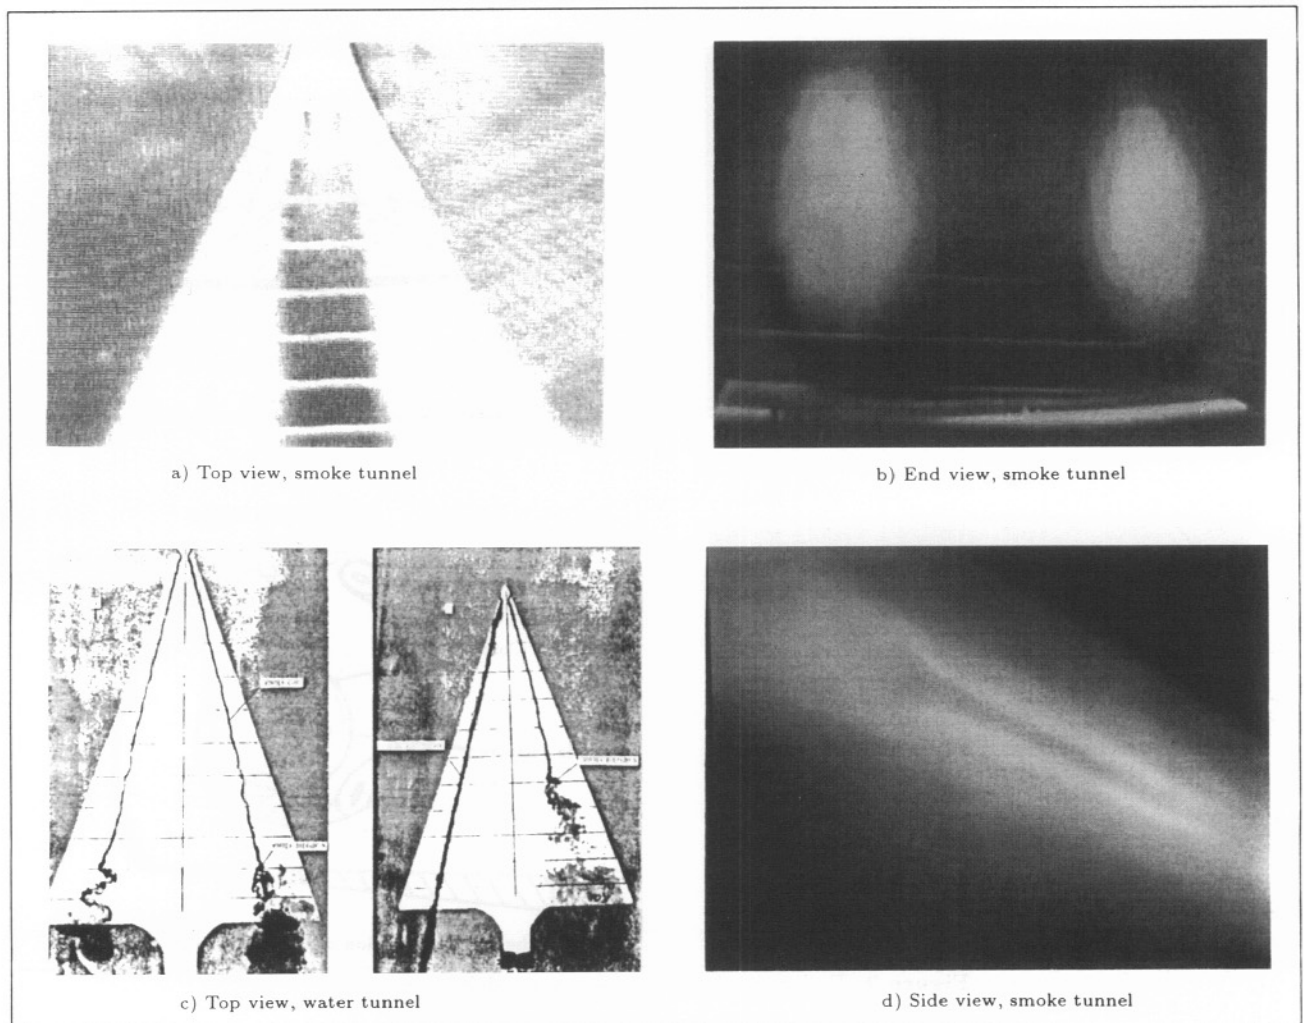 a) Top view, smoke tunnel
b) End view, smoke tunnel
c) Top view, water tunnel
d) Side view, smoke tunnel